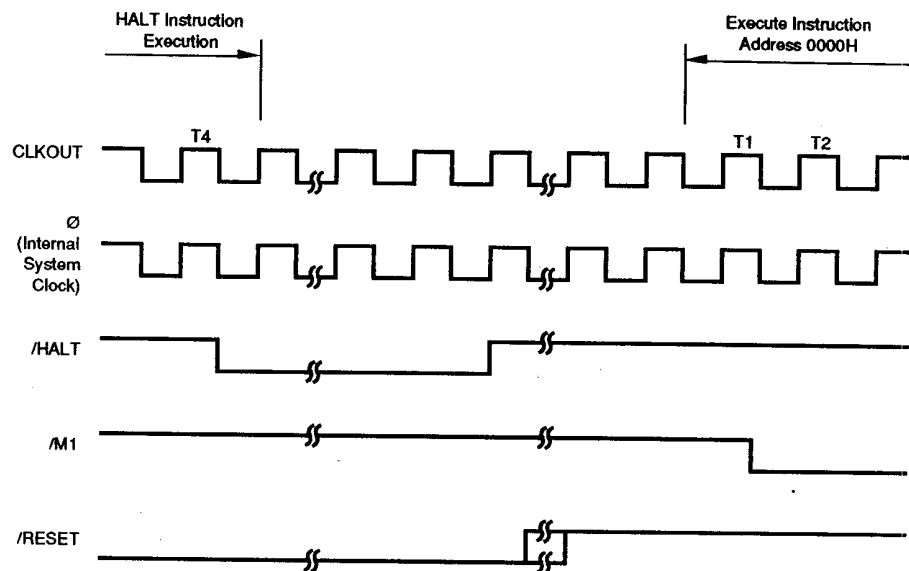 HALT Instruction
Execution
Execute Instruction
Address 0000H
T4
T1
T2
CLKOUT
Ø
(Internal
System
Clock)
/HALT
/M1
/RESET